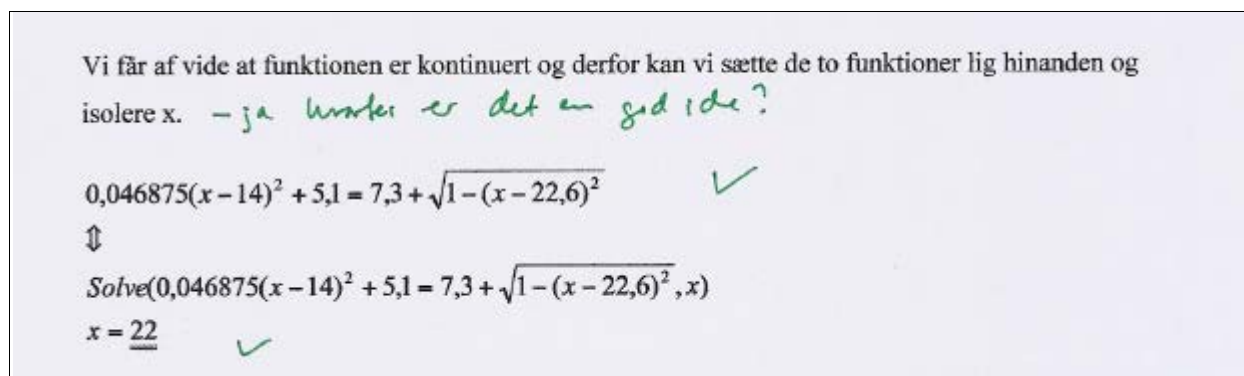 Vi får af vide at funktionen er kontinuert og derfor kan vi sætte de to funktioner lig hinanden og
isolere x. – ja hvorfor er det en god ide?
0,046875(x – 14)² + 5,1 = 7,3 + √1 – (x – 22,6)² ✓
⇕
Solve(0,046875(x – 14)² + 5,1 = 7,3 + √1 – (x – 22,6)², x)
x = 22 ✓